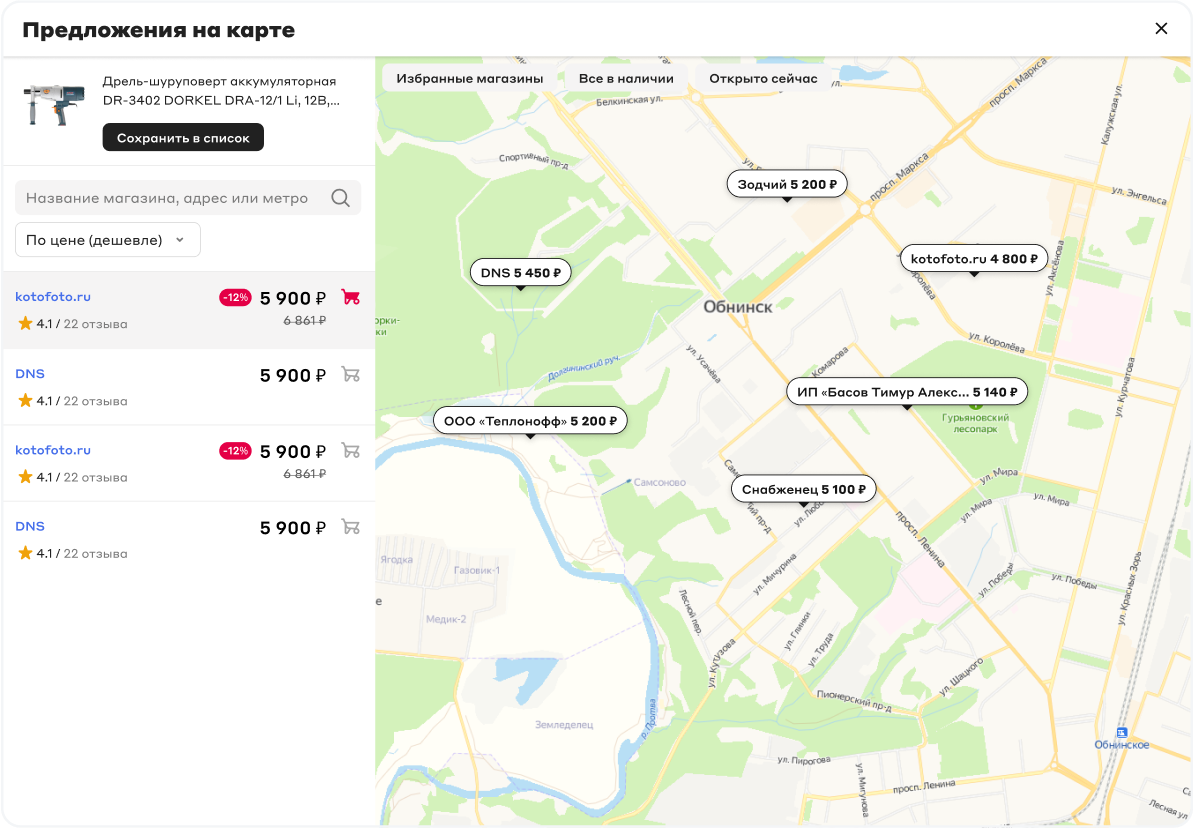 Предложения на карте
Дрель-шуруповерт аккумуляторная
DR-3402 DORKEL DRA-12/1 Li, 12В,...
Сохранить в список
Название магазина, адрес или метро
По цене (дешевле)
kotofoto.ru
-12%
5 900 ₽
4.1 / 22 отзыва
6 861 ₽
DNS
5 900 ₽
4.1 / 22 отзыва
kotofoto.ru
-12%
5 900 ₽
4.1 / 22 отзыва
6 861 ₽
DNS
5 900 ₽
4.1 / 22 отзыва
Избранные магазины
Все в наличии
Открыто сейчас
ул.
Белкинская ул.
просп. Маркса
Калужская ул.
Спортивный пр-д
просп. Маркса
ул. Энгельса
Зодчий 5 200 ₽
kotofoto.ru 4 800 ₽
DNS 5 450 ₽
ул. Аксёнова
Обнинск
орки-
ки
ул. Королёва
ул. Усачёва
ул. Комарова
Долгининский руч.
ул. Курчатова
ИП «Басов Тимур Алекс... 5 140 ₽
Гурьяновский
лесопарк
ООО «Теплонофф» 5 200 ₽
Самсоново
Снабженец 5 100 ₽
ул. Мира
ул. Мира
ул. Мира
просп. Ленина
Ягодка
Газовик-1
ул. Мичурина
ул. Победы
ул. Победы
ул. Красных Зорь
е
Медик-2
Лесной пер.
ул. Глинки
ул. Труда
ул. Кутузова
ул. Шацкого
Пионерский пр-д
Земледелец
р. Протва
Обнинское
ул. Пирогова
ул. Мигунова
просп. Ленина